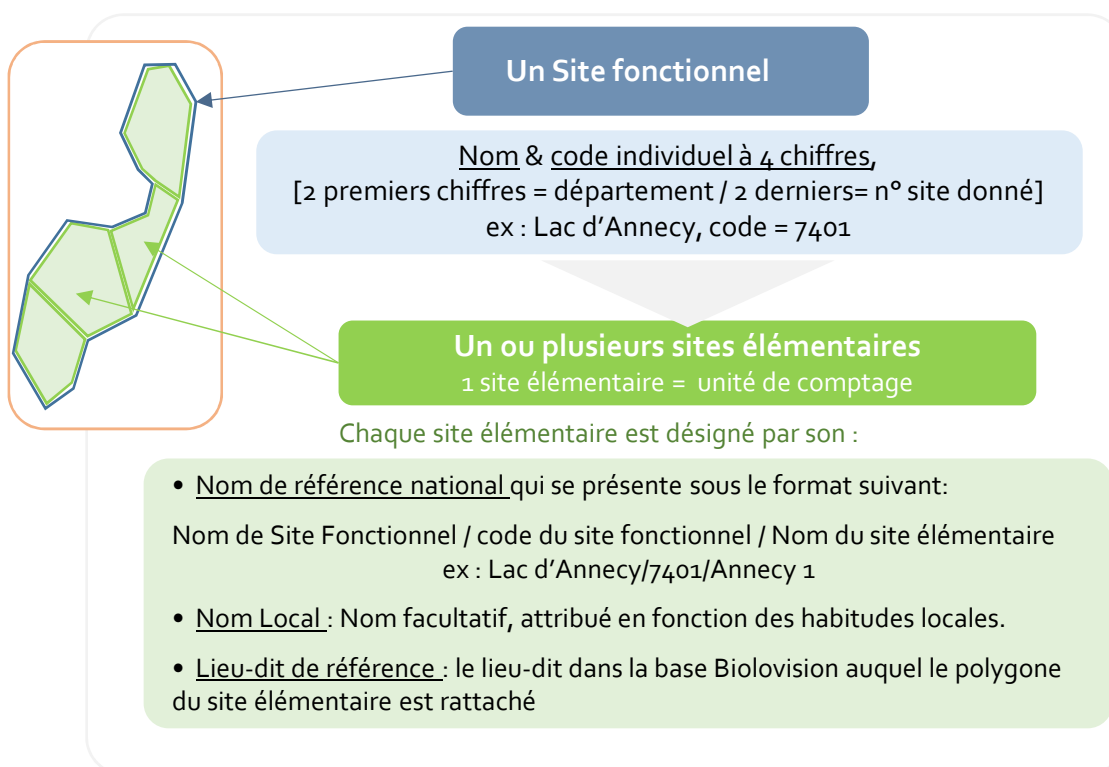 Un Site fonctionnel
Nom & code individuel à 4 chiffres,
[2 premiers chiffres = département / 2 derniers= n° site donné]
ex : Lac d’Annecy, code = 7401
Un ou plusieurs sites élémentaires
1 site élémentaire = unité de comptage
Chaque site élémentaire est désigné par son :
• Nom de référence national qui se présente sous le format suivant:
Nom de Site Fonctionnel / code du site fonctionnel / Nom du site élémentaire
ex : Lac d’Annecy/7401/Annecy 1
• Nom Local : Nom facultatif, attribué en fonction des habitudes locales.
• Lieu-dit de référence : le lieu-dit dans la base Biolovision auquel le polygone
du site élémentaire est rattaché